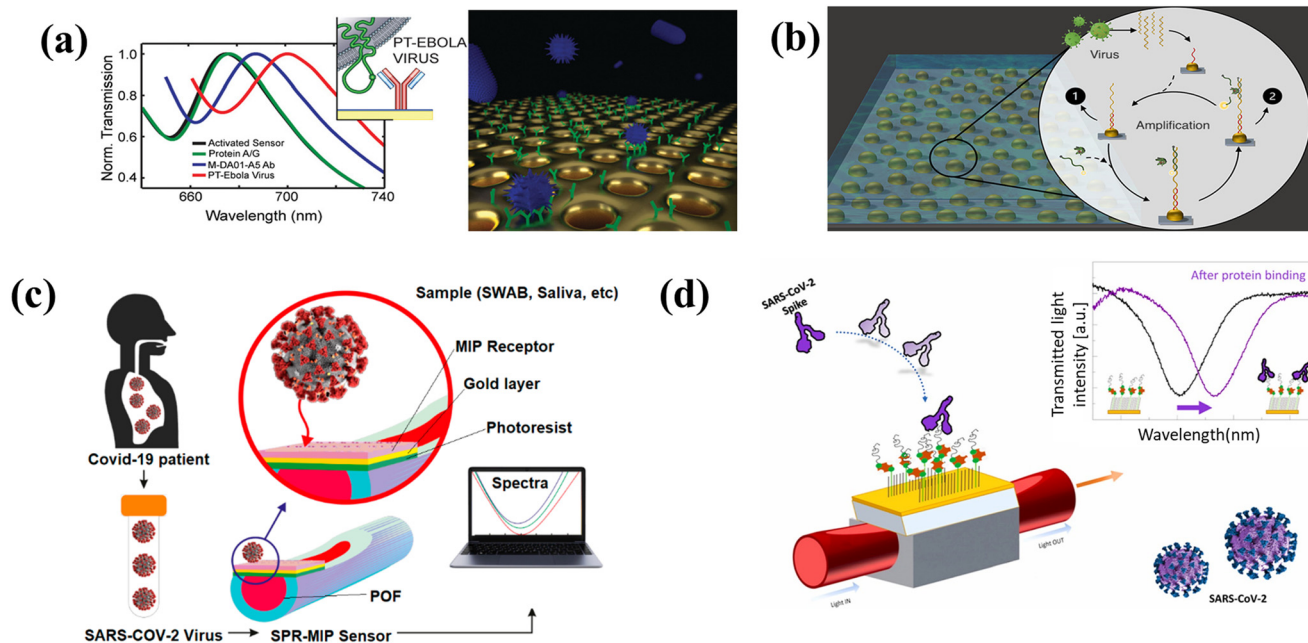 (a)
PT-EBOLA
VIRUS
Norm. Transmission
1.0
0.8
0.6
0.4
Activated Sensor
Protein A/G
M-DA01-A5 Ab
PT-Ebola Virus
660
680
700
720
740
Wavelength (nm)
(b)
Virus
1
2
Amplification
(c)
Covid-19 patient
SARS-COV-2 Virus
Sample (SWAB, Saliva, etc)
MIP Receptor
Gold layer
Photoresist
Spectra
POF
SPR-MIP Sensor
(d)
SARS-CoV-2
Spike
After protein binding
Transmitted light
intensity [a.u.]
Wavelength(nm)
Light IN
Light OUT
SARS-CoV-2